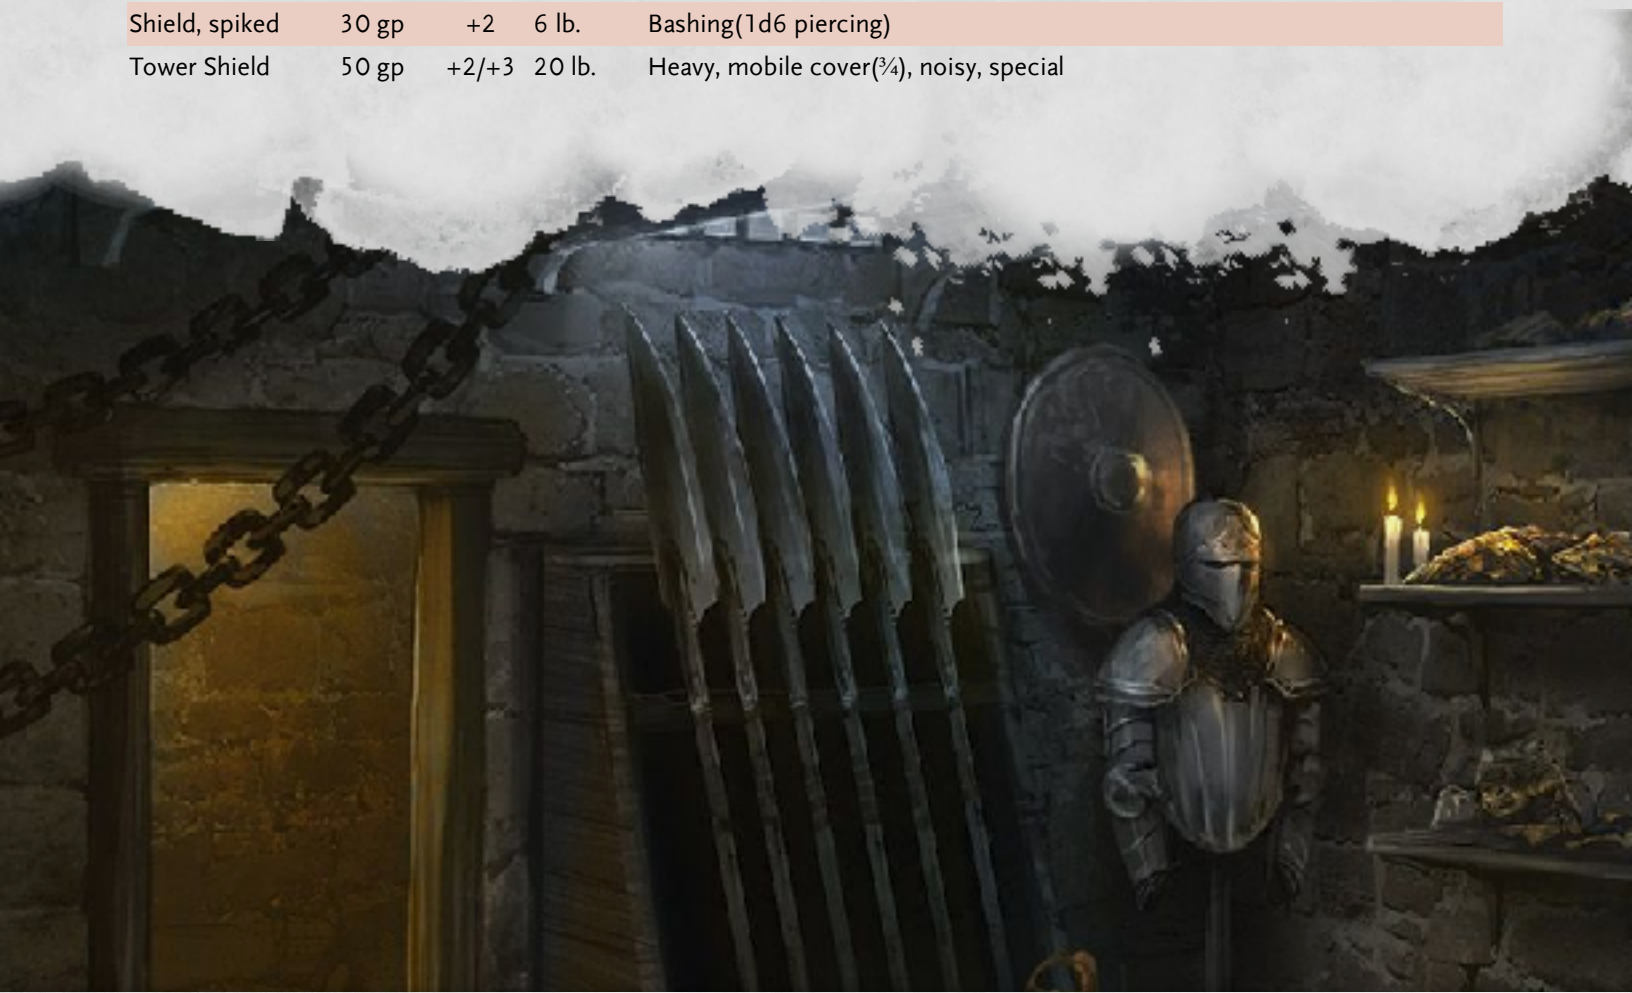 Shield, spiked 30 gp +2 6 lb. Bashing(1d6 piercing)
Tower Shield 50 gp +2/+3 20 lb. Heavy, mobile cover(¾), noisy, special